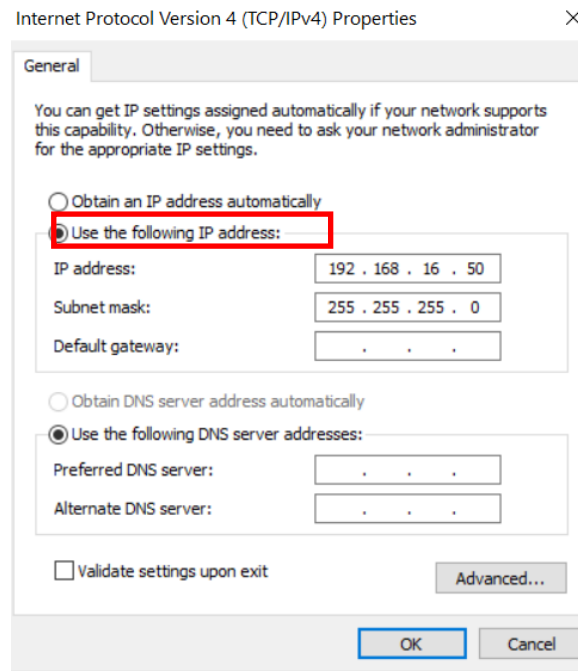 Internet Protocol Version 4 (TCP/IPv4) Properties
General
You can get IP settings assigned automatically if your network supports
this capability. Otherwise, you need to ask your network administrator
for the appropriate IP settings.
Obtain an IP address automatically
Use the following IP address:
IP address: 192 . 168 . 16 . 50
Subnet mask: 255 . 255 . 255 . 0
Default gateway: . . .
Obtain DNS server address automatically
Use the following DNS server addresses:
Preferred DNS server: . . .
Alternate DNS server: . . .
Validate settings upon exit
Advanced...
OK Cancel